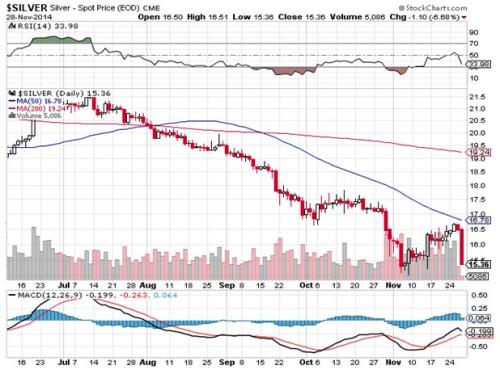 $SILVER Silver - Spot Price (EOD) CME © StockCharts.com
28-Nov-2014 Open 16.50 High 16.51 Low 15.36 Close 15.36 Volume 5,086 Chg -1.10 (-6.68%)
RSI(14) 33.98
90
70
50
33.98
30
10
$SILVER (Daily) 15.36
MA(50) 16.78
MA(200) 19.24
Volume 5,086
21.5
21.0
20.5
20.0
19.5
19.24
19.0
18.5
18.0
17.5
17.0
16.78
16.5
16.0
15.5
15.36
5086
16 23 Jul 7 14 21 28 Aug 11 18 25 Sep 8 15 22 Oct 6 13 20 27 Nov 10 17 24
MACD(12,26,9) -0.199, -0.263, 0.064
0.50
0.25
0.064
-0.199
-0.50
16 23 Jul 7 14 21 28 Aug 11 18 25 Sep 8 15 22 Oct 6 13 20 27 Nov 10 17 24